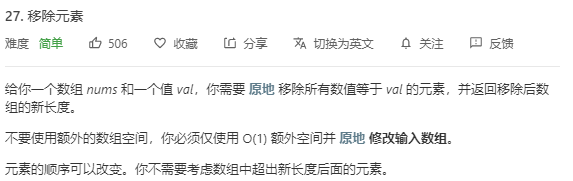 27. 移除元素
难度 简单 506 收藏 分享 切换为英文 关注 反馈
给你一个数组 nums 和一个值 val，你需要 原地 移除所有数值等于 val 的元素，并返回移除后数
组的新长度。
不要使用额外的数组空间，你必须仅使用 O(1) 额外空间并 原地 修改输入数组。
元素的顺序可以改变。你不需要考虑数组中超出新长度后面的元素。